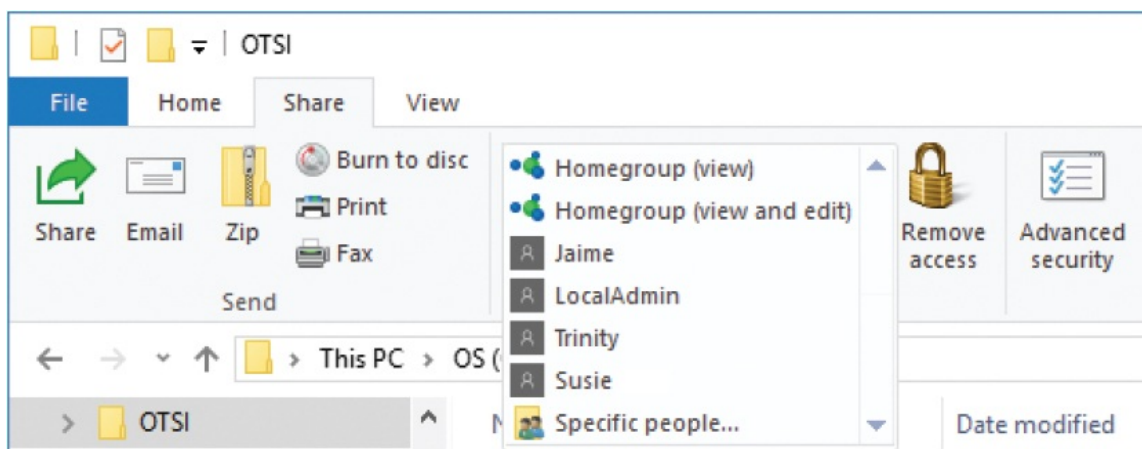 OTSI
File Home Share View
Share
Email
Zip
Burn to disc
Print
Fax
Send
Homegroup (view)
Homegroup (view and edit)
Jaime
LocalAdmin
Trinity
Susie
Specific people...
Remove
access
Advanced
security
This PC > OS (
OTSI
Date modified